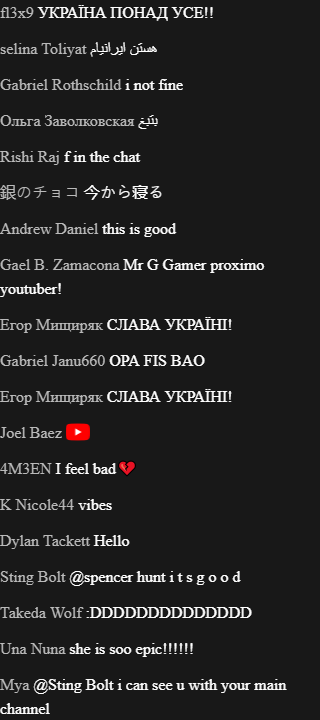 fl3x9 УКРАЇНА ПОНАД УСЕ!!
selina Toliyat هستن ایرانیام
Gabriel Rothschild i not fine
Ольга Заволковская
Rishi Raj f in the chat
銀のチョコ 今から寝る
Andrew Daniel this is good
Gael B. Zamacona Mr G Gamer proximo
youtuber!
Егор Мищиряк СЛАВА УКРАЇНІ!
Gabriel Janu660 OPA FIS BAO
Егор Мищиряк СЛАВА УКРАЇНІ!
Joel Baez
4M3EN I feel bad
K Nicole44 vibes
Dylan Tackett Hello
Sting Bolt @spencer hunt i t s g o o d
Takeda Wolf :DDDDDDDDDDDDDD
Una Nuna she is soo epic!!!!!!
Mya @Sting Bolt i can see u with your main
channel